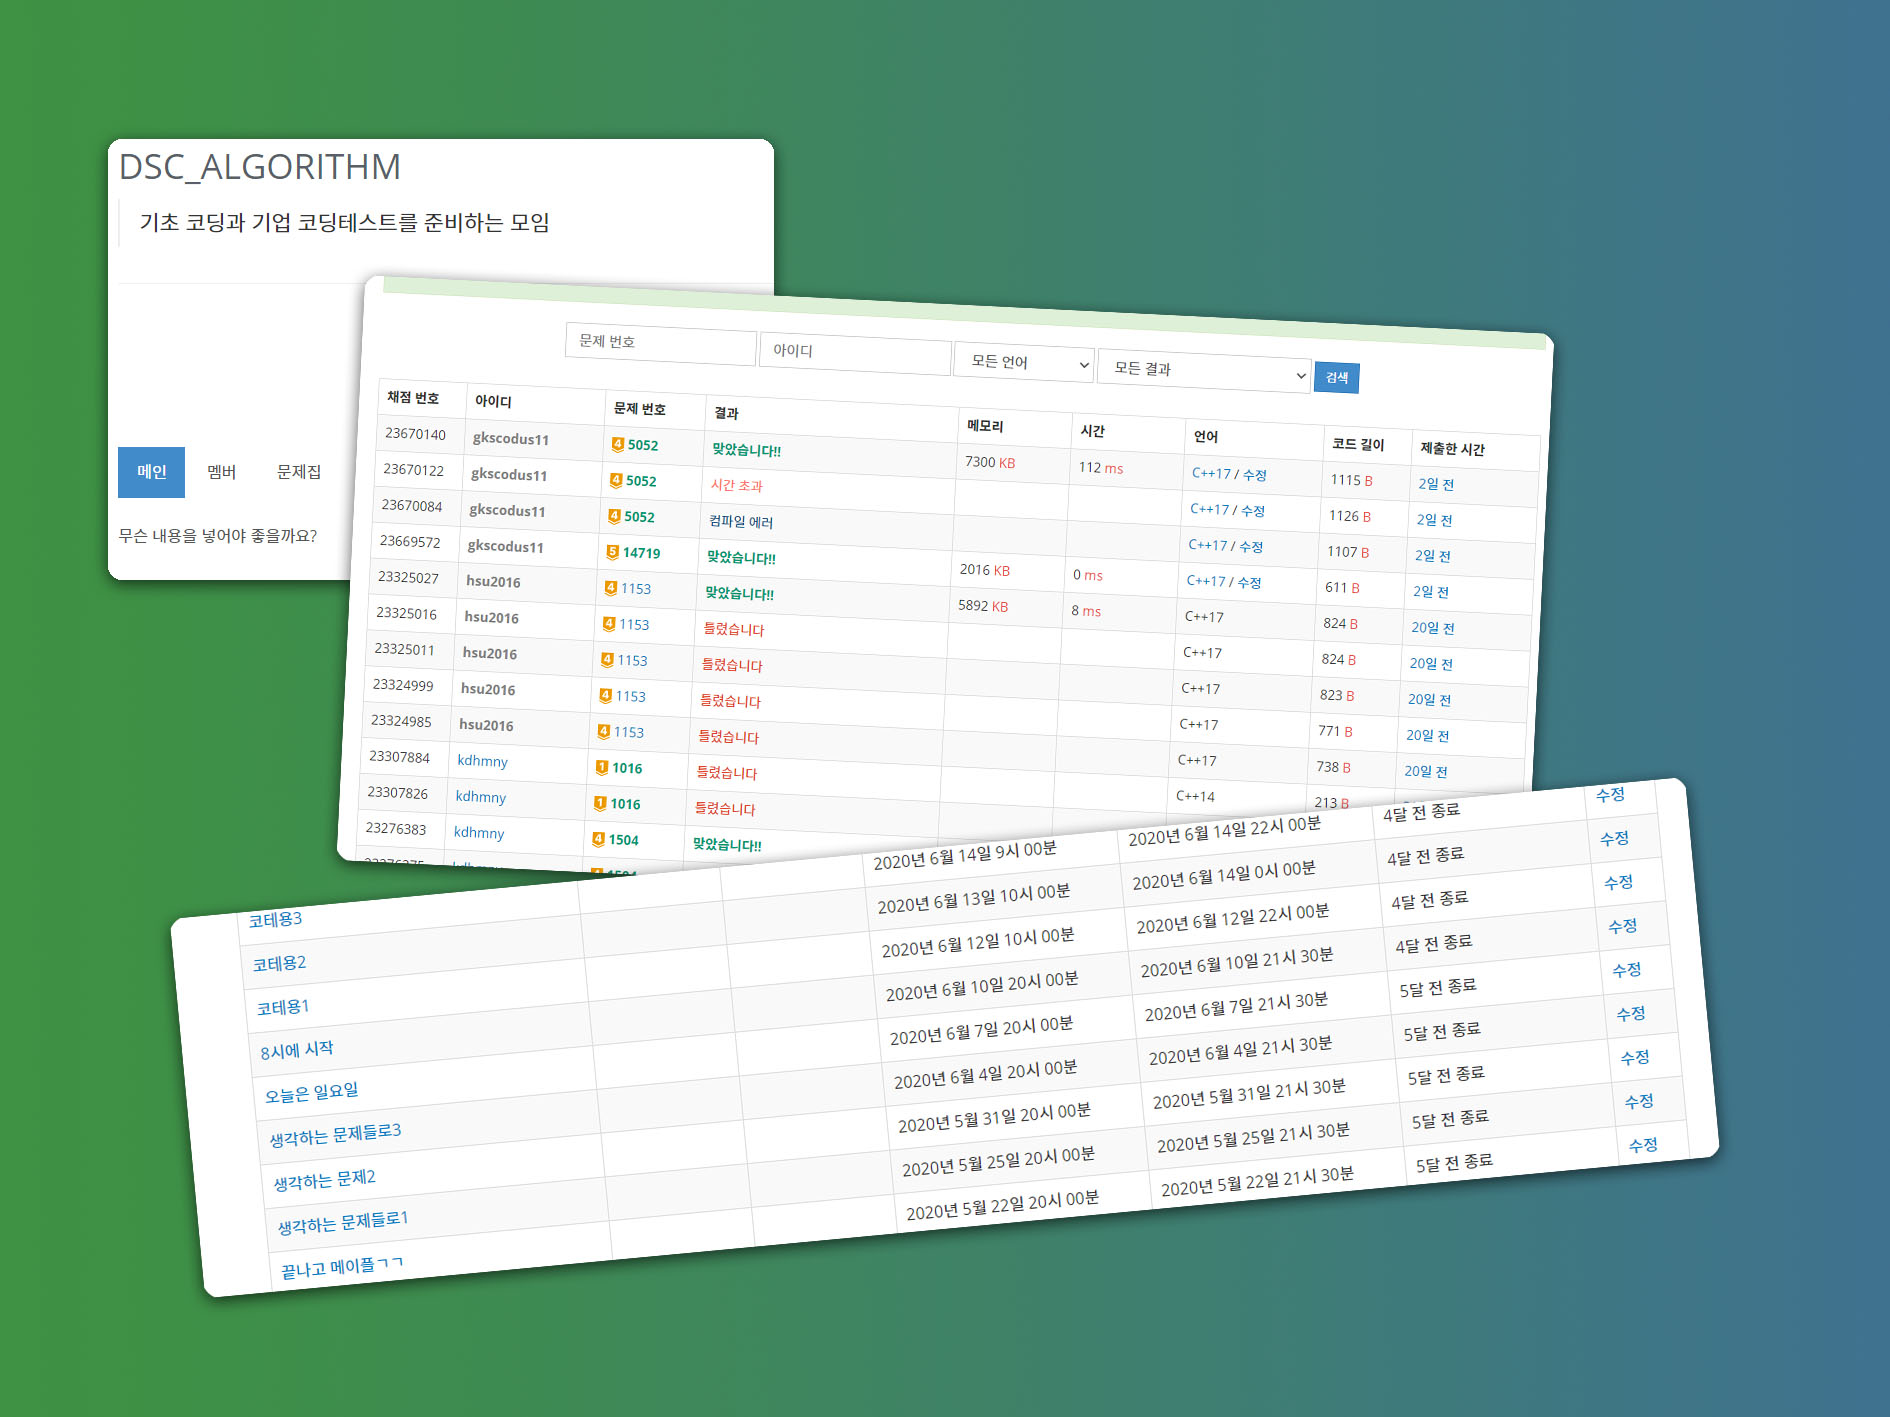 DSC_ALGORITHM
기초 코딩과 기업 코딩테스트를 준비하는 모임
메인 멤버 문제집
무슨 내용을 넣어야 좋을까요?
문제 번호 아이디 모든 언어 모든 결과 검색
채점 번호 아이디 문제 번호 결과 메모리 시간 언어 코드 길이 제출한 시간
23670140 gkscodus11 4 5052 맞았습니다!! 7300 KB 112 ms C++17 / 수정 1115 B 2일 전
23670122 gkscodus11 4 5052 시간 초과 C++17 / 수정 1126 B 2일 전
23670084 gkscodus11 4 5052 컴파일 에러 C++17 / 수정 1107 B 2일 전
23669572 gkscodus11 5 14719 맞았습니다!! 2016 KB 0 ms C++17 / 수정 611 B 2일 전
23325027 hsu2016 4 1153 맞았습니다!! 5892 KB 8 ms C++17 824 B 20일 전
23325016 hsu2016 4 1153 틀렸습니다 C++17 824 B 20일 전
23325011 hsu2016 4 1153 틀렸습니다 C++17 823 B 20일 전
23324999 hsu2016 4 1153 틀렸습니다 C++17 771 B 20일 전
23324985 hsu2016 4 1153 틀렸습니다 C++17 738 B 20일 전
23307884 kdhmny 1 1016 틀렸습니다 C++14 213 B
23307826 kdhmny 1 1016 틀렸습니다
23276383 kdhmny 4 1504 맞았습니다!!
코테용3 2020년 6월 14일 9시 00분 2020년 6월 14일 22시 00분 4달 전 종료 수정
코테용2 2020년 6월 13일 10시 00분 2020년 6월 14일 0시 00분 4달 전 종료 수정
코테용1 2020년 6월 12일 10시 00분 2020년 6월 12일 22시 00분 4달 전 종료 수정
8시에 시작 2020년 6월 10일 20시 00분 2020년 6월 10일 21시 30분 4달 전 종료 수정
오늘은 일요일 2020년 6월 7일 20시 00분 2020년 6월 7일 21시 30분 5달 전 종료 수정
생각하는 문제들로3 2020년 6월 4일 20시 00분 2020년 6월 4일 21시 30분 5달 전 종료 수정
생각하는 문제2 2020년 5월 31일 20시 00분 2020년 5월 31일 21시 30분 5달 전 종료 수정
생각하는 문제들로1 2020년 5월 25일 20시 00분 2020년 5월 25일 21시 30분 5달 전 종료 수정
끝나고 메이플ㄱㄱ 2020년 5월 22일 20시 00분 2020년 5월 22일 21시 30분 5달 전 종료 수정